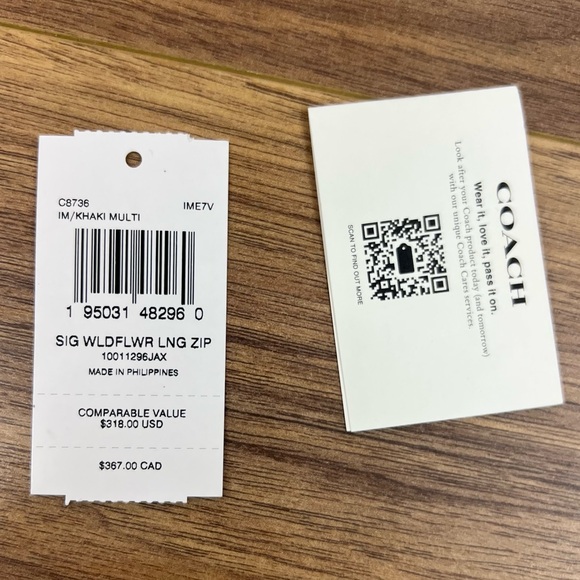 C8736 IME7V
IM/KHAKI MULTI
1 95031 48296 0
SIG WLDFLWR LNG ZIP
10011296JAX
MADE IN PHILIPPINES
COMPARABLE VALUE
$318.00 USD
$367.00 CAD
COACH
Wear it, love it, pass it on.
Look after your Coach product today (and tomorrow)
with our unique Coach Cares services.
SCAN TO FIND OUT MORE